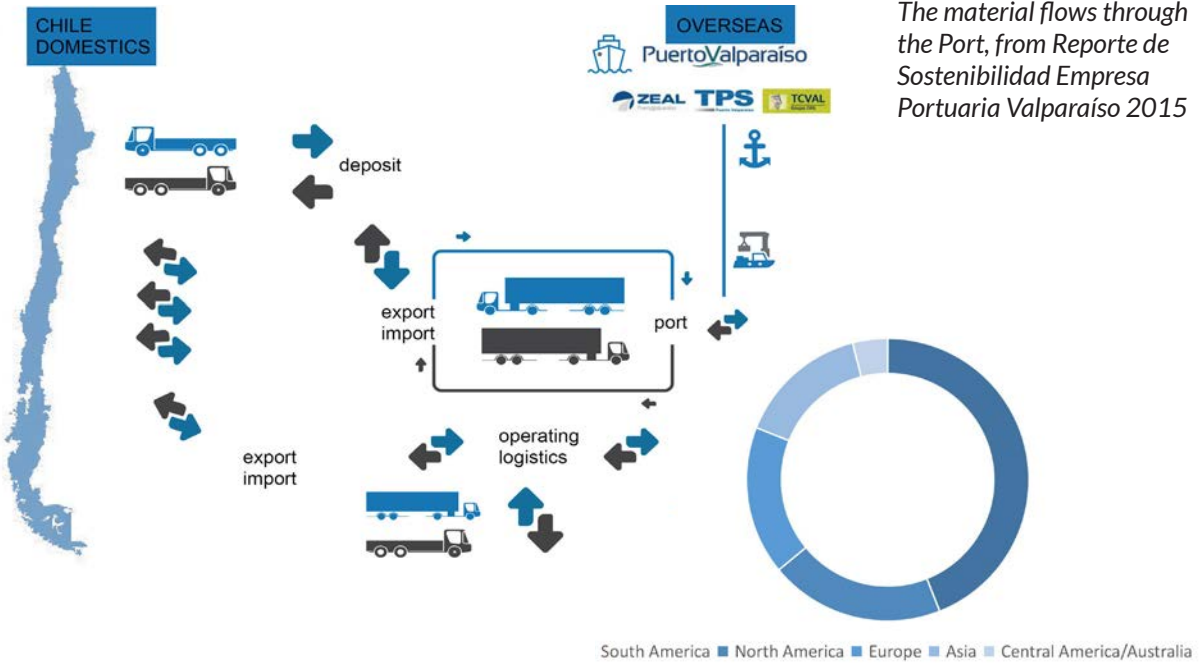 CHILE
DOMESTICS
OVERSEAS
PuertoValparaíso
ZEAL
TPS
TCVAL
The material flows through
the Port, from Reporte de
Sostenibilidad Empresa
Portuaria Valparaíso 2015
deposit
export
import
port
operating
logistics
export
import
South America North America Europe Asia Central America/Australia